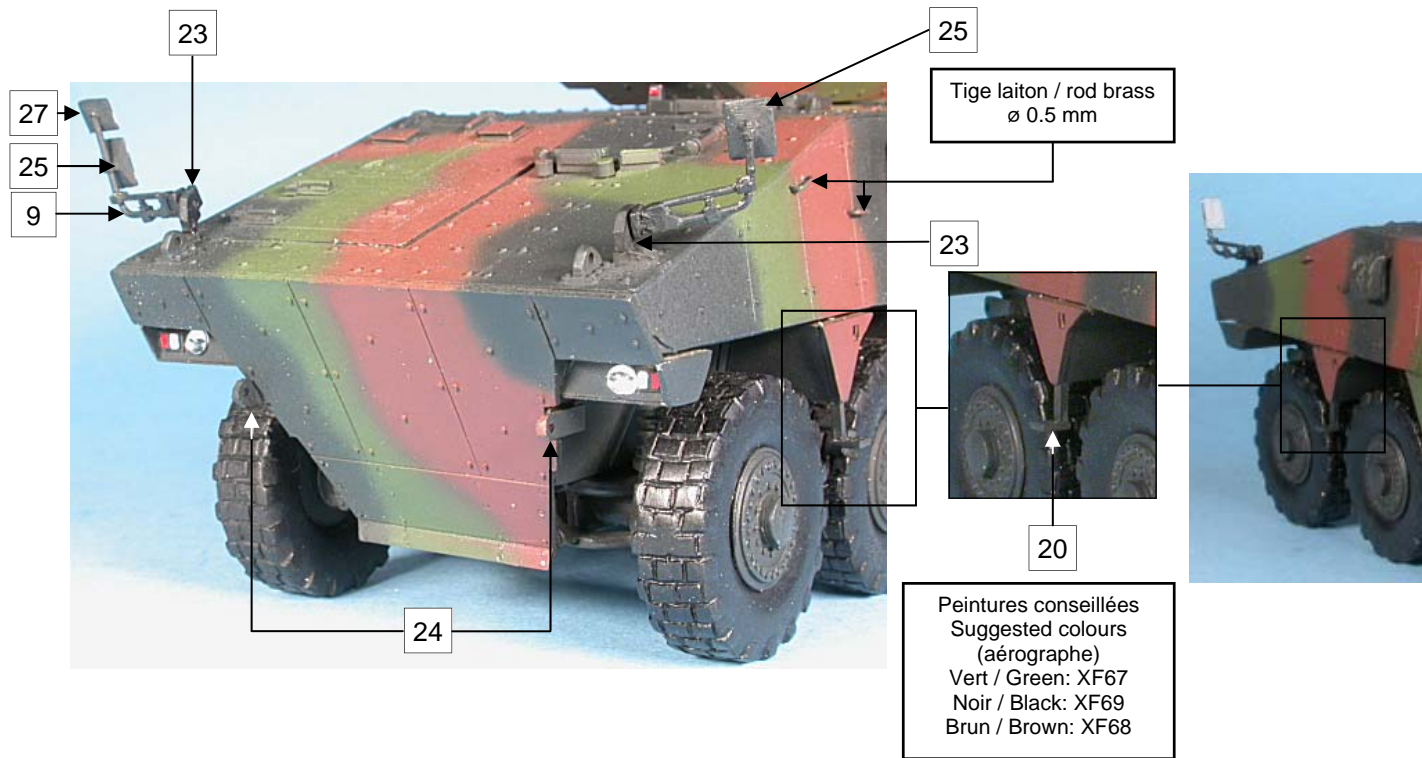 23
25
27
25
9
Tige laiton / rod brass
ø 0.5 mm
23
20
24
Peintures conseillées
Suggested colours
(aérographe)
Vert / Green: XF67
Noir / Black: XF69
Brun / Brown: XF68